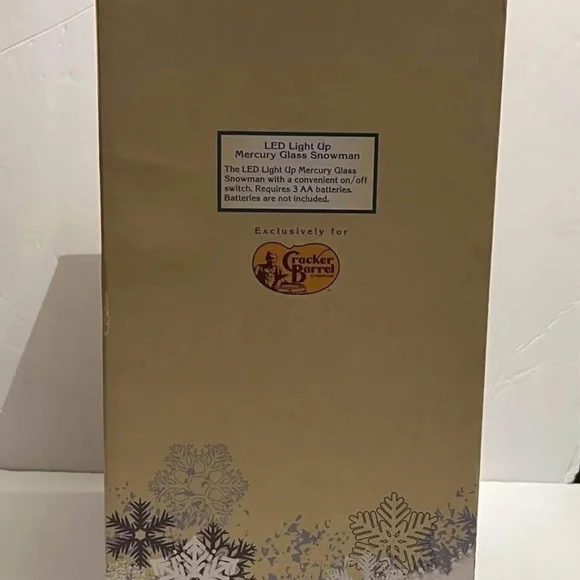 LED Light Up
Mercury Glass Snowman
The LED Light Up Mercury Glass
Snowman with a convenient on/off
switch. Requires 3 AA batteries.
Batteries are not included.
Exclusively for
Cracker
Barrel